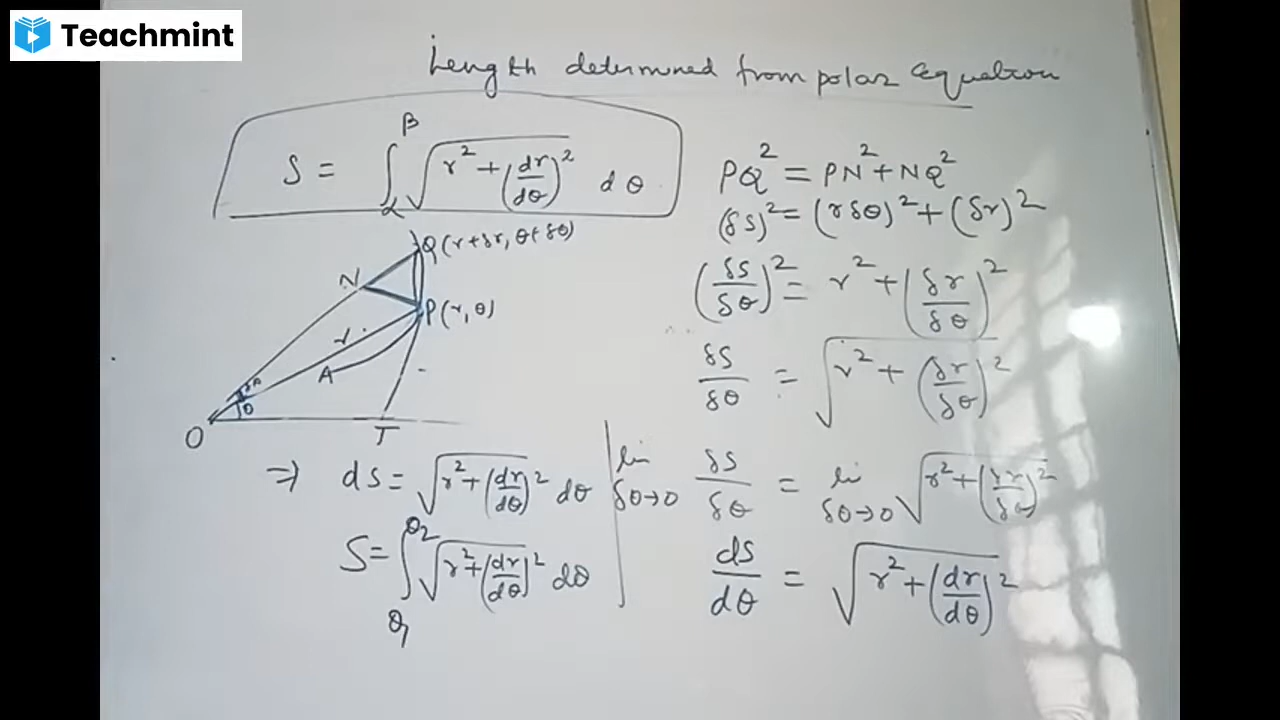 Teachmint
Length determined from polar equation
S = ∫_α^β √(r² + (dr/dθ)²) dθ
PQ² = PN² + NQ²
(δs)² = (rδθ)² + (δr)²
(δs/δθ)² = r² + (δr/δθ)²
δs/δθ = √(r² + (δr/δθ)²)
lim δθ→0 δs/δθ = lim δθ→0 √(r² + (δr/δθ)²)
ds/dθ = √(r² + (dr/dθ)²)
Q(r+δr, θ+δθ)
N
P(r, θ)
r
A
δθ
θ
O
T
⇒ ds = √(r² + (dr/dθ)²) dθ
S = ∫_θ₁^θ₂ √(r² + (dr/dθ)²) dθ